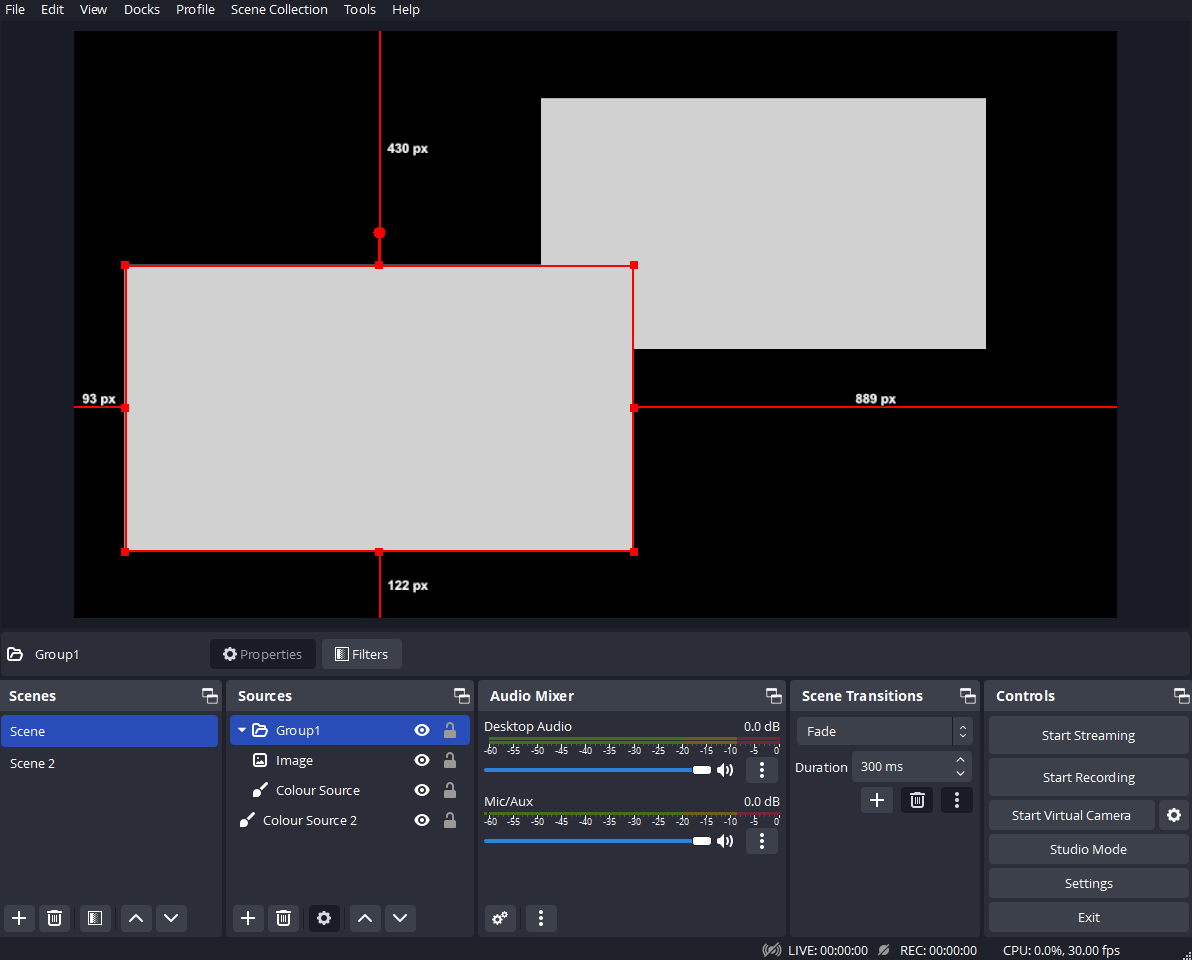 File Edit View Docks Profile Scene Collection Tools Help
430 px
93 px
889 px
122 px
Group1 Properties Filters
Scenes
Scene
Scene 2
Sources
Group1
Image
Colour Source
Colour Source 2
Audio Mixer
Desktop Audio 0.0 dB
-60 -55 -50 -45 -40 -35 -30 -25 -20 -15 -10 -5 0
Mic/Aux 0.0 dB
-60 -55 -50 -45 -40 -35 -30 -25 -20 -15 -10 -5 0
Scene Transitions
Fade
Duration 300 ms
Controls
Start Streaming
Start Recording
Start Virtual Camera
Studio Mode
Settings
Exit
LIVE: 00:00:00 REC: 00:00:00 CPU: 0.0%, 30.00 fps